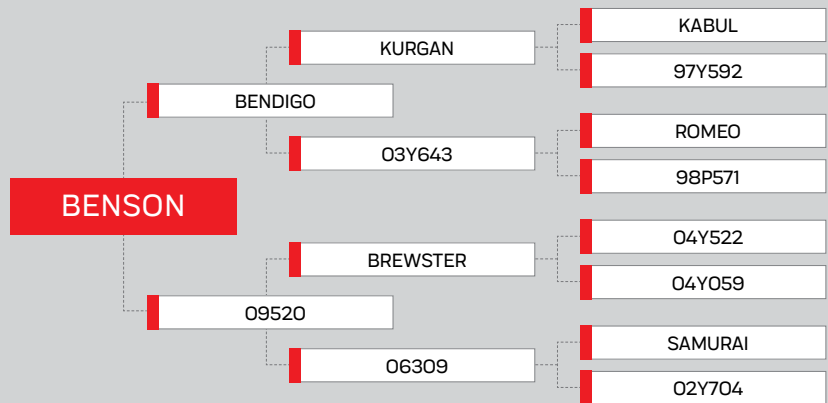 KABUL
KURGAN
97Y592
BENDIGO
ROMEO
03Y643
98P571
BENSON
04Y522
BREWSTER
04Y059
09520
SAMURAI
06309
02Y704